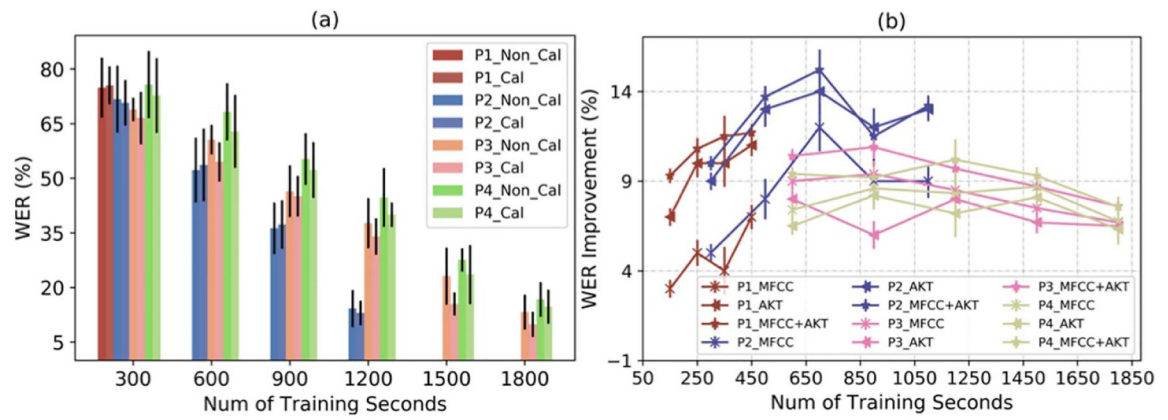 (a)
WER (%)
80
65
50
35
20
5
300 600 900 1200 1500 1800
Num of Training Seconds
P1_Non_Cal
P1_Cal
P2_Non_Cal
P2_Cal
P3_Non_Cal
P3_Cal
P4_Non_Cal
P4_Cal
(b)
WER Improvement (%)
14
9
4
−1
50 250 450 650 850 1050 1250 1450 1650 1850
Num of Training Seconds
P1_MFCC
P1_AKT
P1_MFCC+AKT
P2_MFCC
P2_AKT
P2_MFCC+AKT
P3_MFCC
P3_AKT
P3_MFCC+AKT
P4_MFCC
P4_AKT
P4_MFCC+AKT